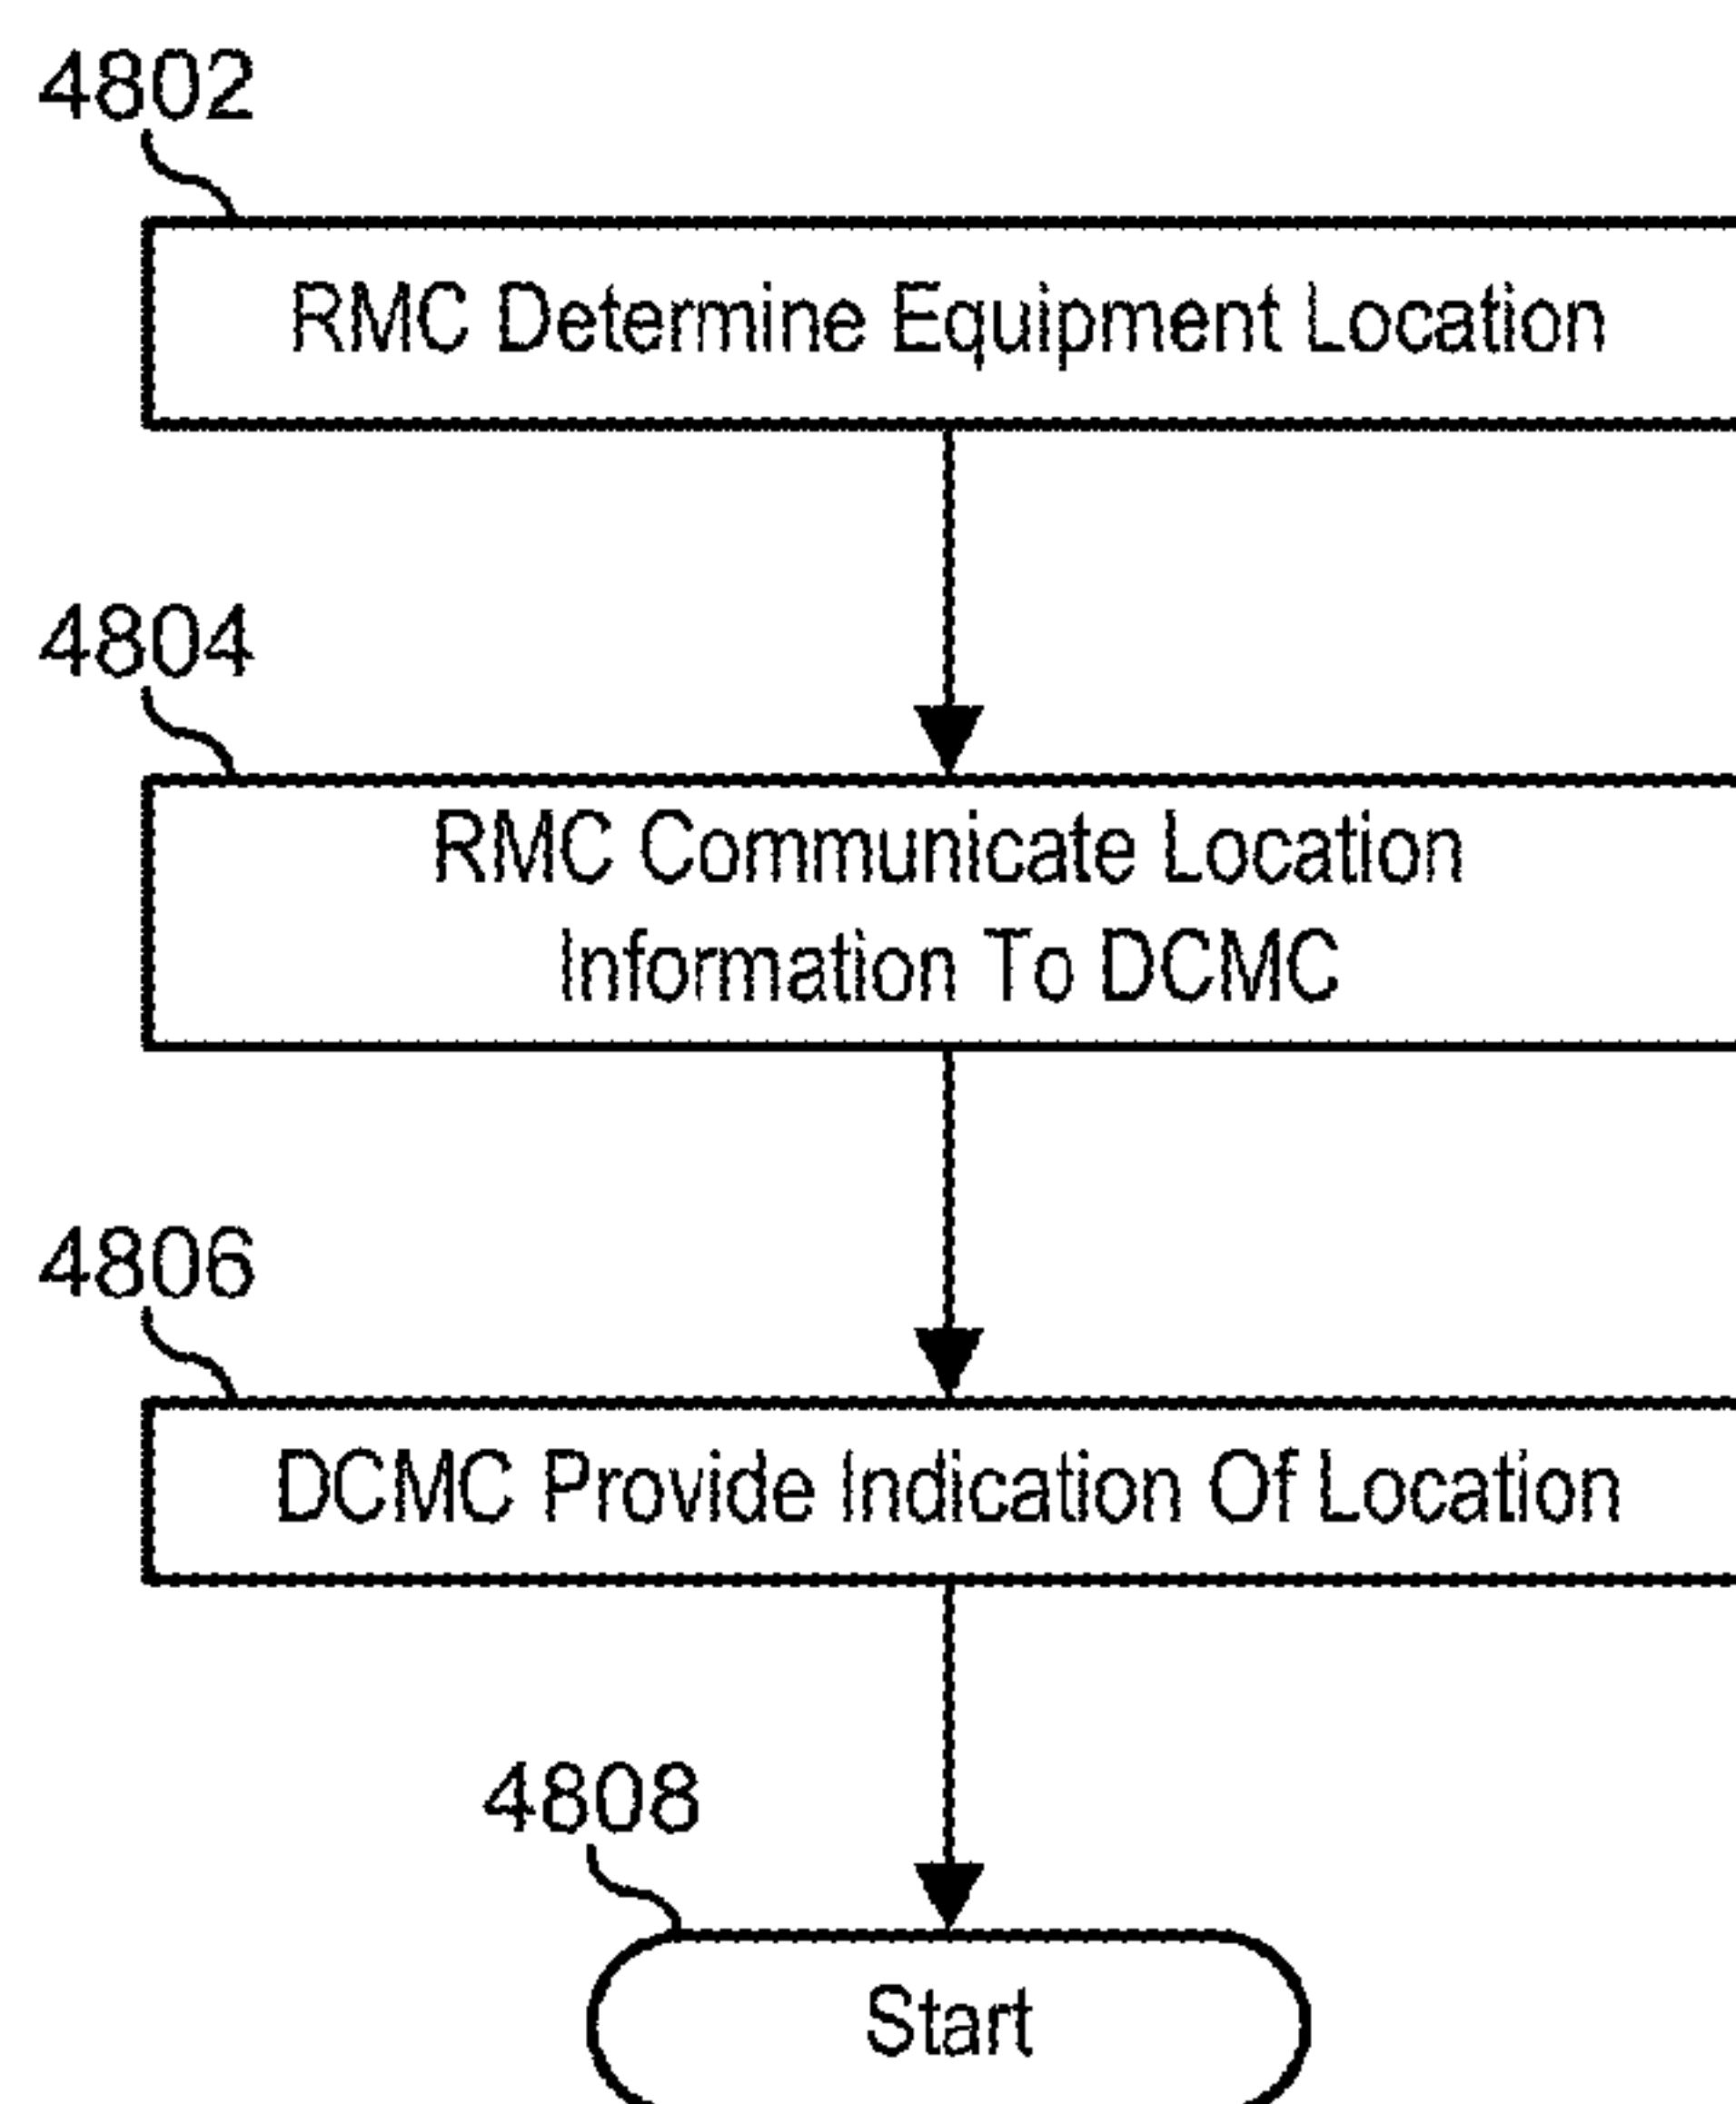 4802
RMC Determine Equipment Location
4804
RMC Communicate Location
Information To DCMC
4806
DCMC Provide Indication Of Location
4808
Start